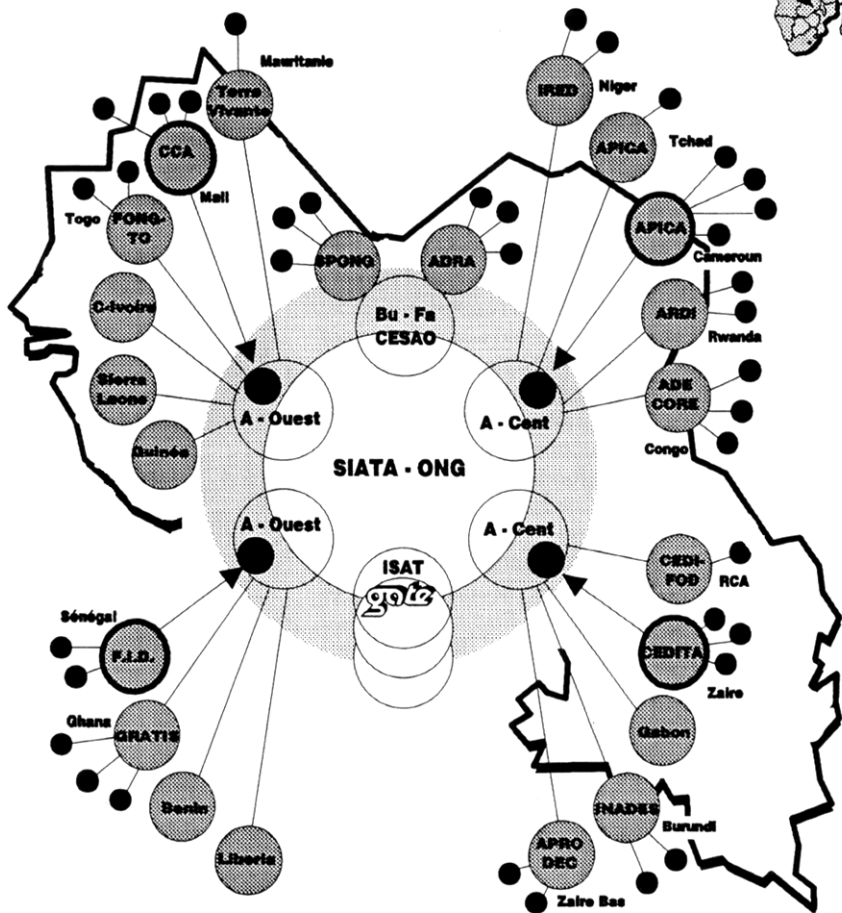 Mauritanie
Terre
Vivante
IRED
Niger
APICA
Tchad
CCA
Mali
Togo
FONG-
TO
APICA
Cameroun
SPONG
ADRA
Bu - Fa
CESAO
C-Ivoire
ARDI
Rwanda
Sierra
Leone
ADE
CORE
Congo
A - Ouest
A - Cent
Guinée
SIATA - ONG
A - Ouest
A - Cent
ISAT
gate
CEDI-
FOD
RCA
Sénégal
F.I.D.
CEDITA
Zaire
Ghana
GRATIS
Gabon
Benin
INADES
Burundi
Liberia
APRO
DEC
Zaire Bas